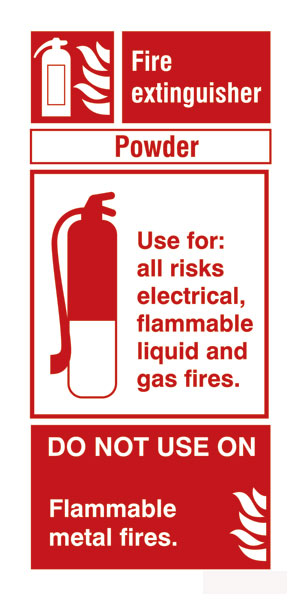 Fire
extinguisher
Powder
Use for:
all risks
electrical,
flammable
liquid and
gas fires.
DO NOT USE ON
Flammable
metal fires.